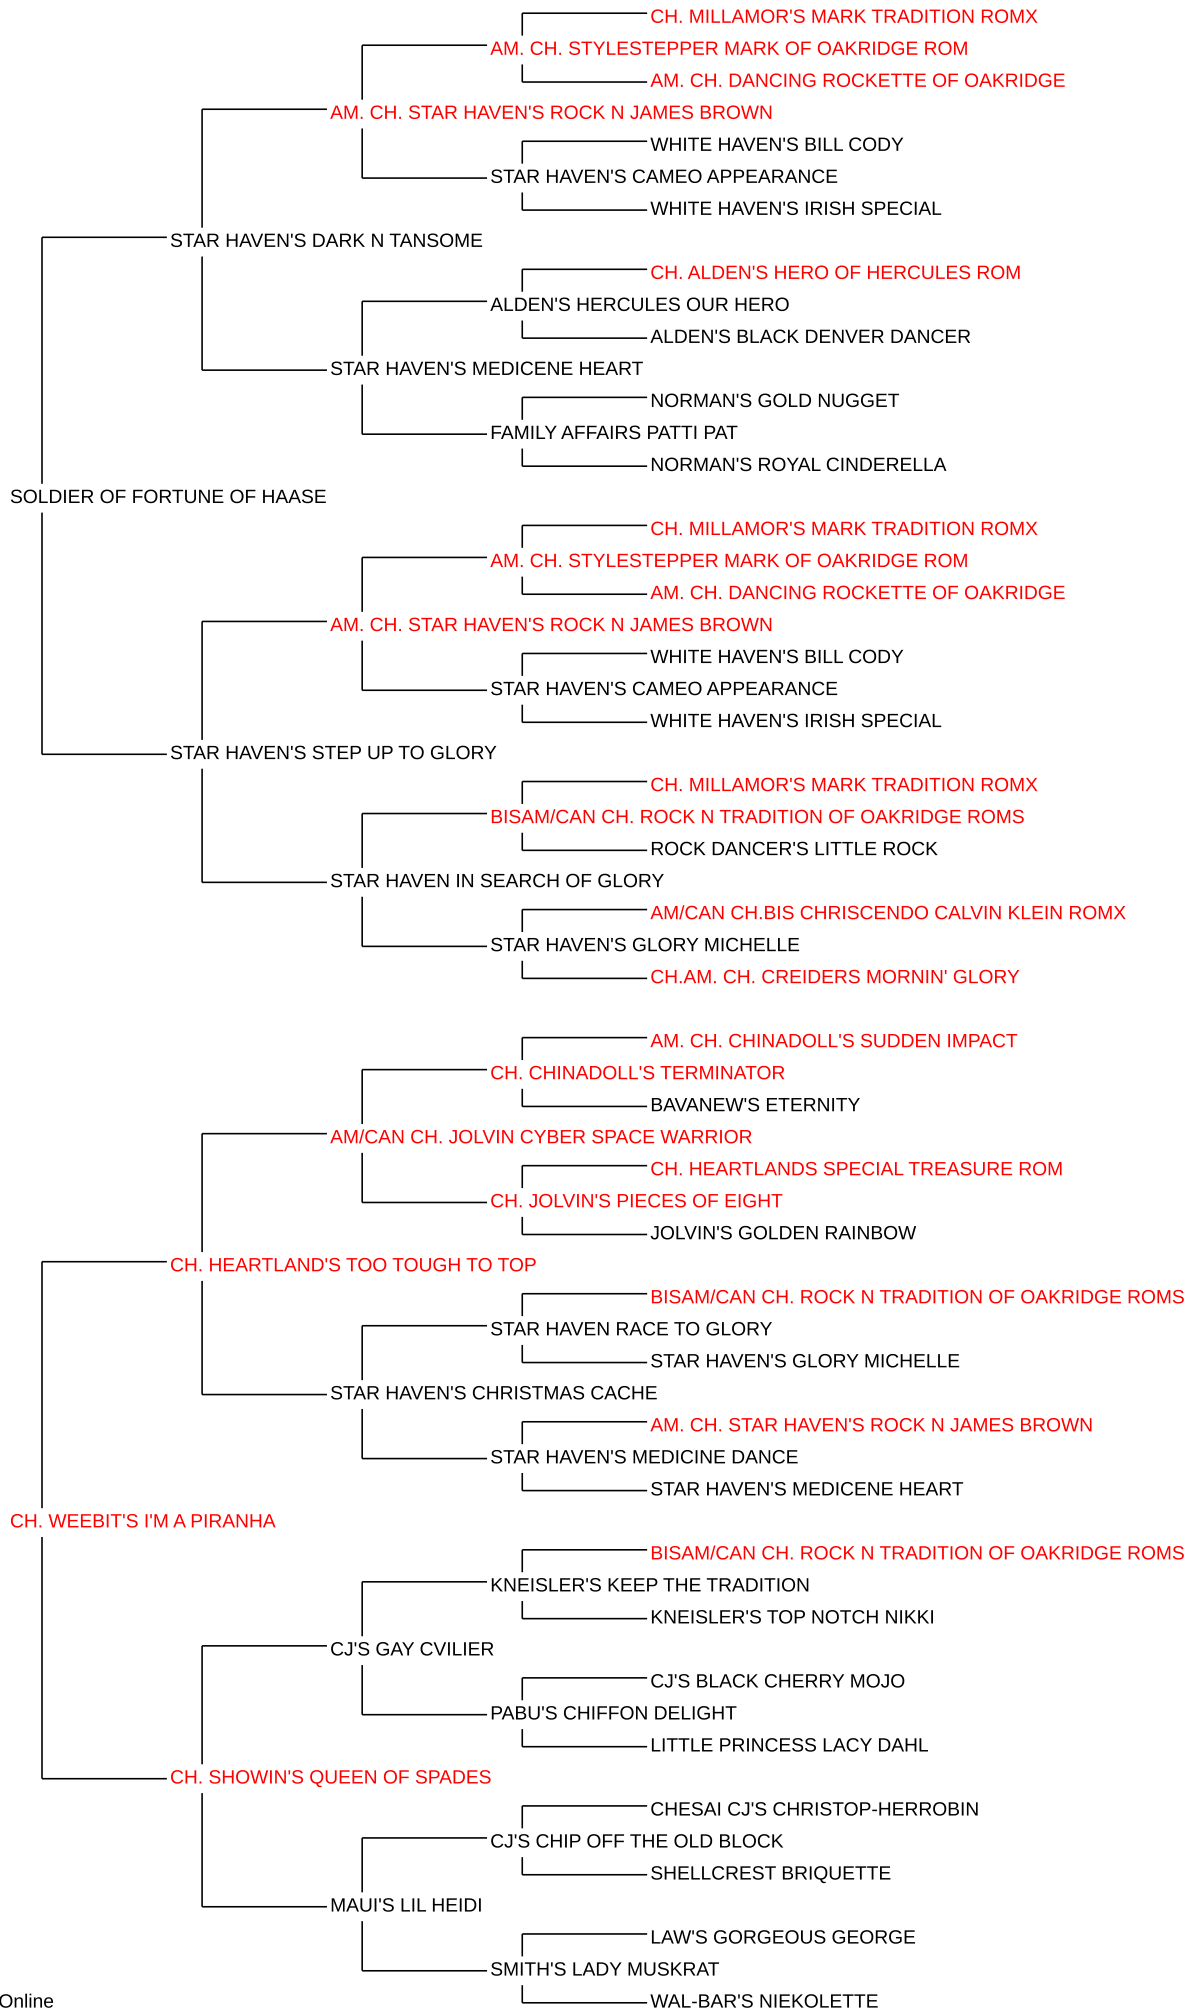 CH. MILLAMOR'S MARK TRADITION ROMX
AM. CH. STYLESTEPPER MARK OF OAKRIDGE ROM
AM. CH. DANCING ROCKETTE OF OAKRIDGE
AM. CH. STAR HAVEN'S ROCK N JAMES BROWN
WHITE HAVEN'S BILL CODY
STAR HAVEN'S CAMEO APPEARANCE
WHITE HAVEN'S IRISH SPECIAL
STAR HAVEN'S DARK N TANSOME
CH. ALDEN'S HERO OF HERCULES ROM
ALDEN'S HERCULES OUR HERO
ALDEN'S BLACK DENVER DANCER
STAR HAVEN'S MEDICENE HEART
NORMAN'S GOLD NUGGET
FAMILY AFFAIRS PATTI PAT
NORMAN'S ROYAL CINDERELLA
SOLDIER OF FORTUNE OF HAASE
CH. MILLAMOR'S MARK TRADITION ROMX
AM. CH. STYLESTEPPER MARK OF OAKRIDGE ROM
AM. CH. DANCING ROCKETTE OF OAKRIDGE
AM. CH. STAR HAVEN'S ROCK N JAMES BROWN
WHITE HAVEN'S BILL CODY
STAR HAVEN'S CAMEO APPEARANCE
WHITE HAVEN'S IRISH SPECIAL
STAR HAVEN'S STEP UP TO GLORY
CH. MILLAMOR'S MARK TRADITION ROMX
BISAM/CAN CH. ROCK N TRADITION OF OAKRIDGE ROMS
ROCK DANCER'S LITTLE ROCK
STAR HAVEN IN SEARCH OF GLORY
AM/CAN CH.BIS CHRISCENDO CALVIN KLEIN ROMX
STAR HAVEN'S GLORY MICHELLE
CH.AM. CH. CREIDERS MORNIN' GLORY
AM. CH. CHINADOLL'S SUDDEN IMPACT
CH. CHINADOLL'S TERMINATOR
BAVANEW'S ETERNITY
AM/CAN CH. JOLVIN CYBER SPACE WARRIOR
CH. HEARTLANDS SPECIAL TREASURE ROM
CH. JOLVIN'S PIECES OF EIGHT
JOLVIN'S GOLDEN RAINBOW
CH. HEARTLAND'S TOO TOUGH TO TOP
BISAM/CAN CH. ROCK N TRADITION OF OAKRIDGE ROMS
STAR HAVEN RACE TO GLORY
STAR HAVEN'S GLORY MICHELLE
STAR HAVEN'S CHRISTMAS CACHE
AM. CH. STAR HAVEN'S ROCK N JAMES BROWN
STAR HAVEN'S MEDICINE DANCE
STAR HAVEN'S MEDICENE HEART
CH. WEEBIT'S I'M A PIRANHA
BISAM/CAN CH. ROCK N TRADITION OF OAKRIDGE ROMS
KNEISLER'S KEEP THE TRADITION
KNEISLER'S TOP NOTCH NIKKI
CJ'S GAY CVILIER
CJ'S BLACK CHERRY MOJO
PABU'S CHIFFON DELIGHT
LITTLE PRINCESS LACY DAHL
CH. SHOWIN'S QUEEN OF SPADES
CHESAI CJ'S CHRISTOP-HERROBIN
CJ'S CHIP OFF THE OLD BLOCK
SHELLCREST BRIQUETTE
MAUI'S LIL HEIDI
LAW'S GORGEOUS GEORGE
SMITH'S LADY MUSKRAT
WAL-BAR'S NIEKOLETTE
Online